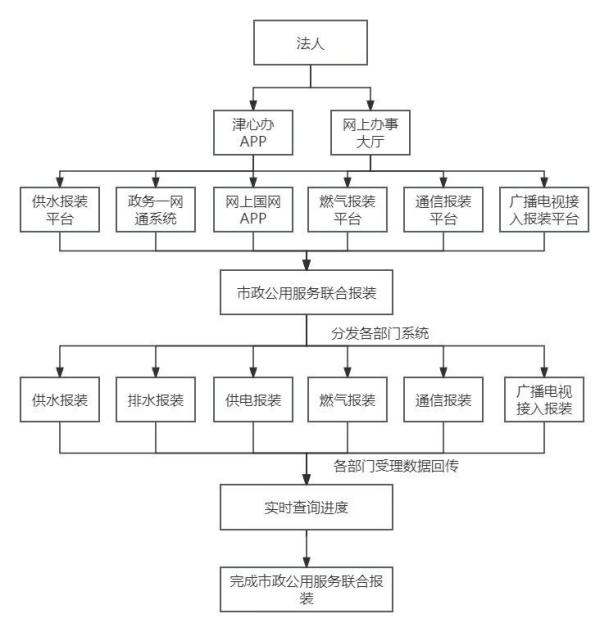 法人
津心办
APP
网上办事
大厅
供水报装
平台
政务一网
通系统
网上国网
APP
燃气报装
平台
通信报装
平台
广播电视接
入报装平台
市政公用服务联合报装
分发各部门系统
供水报装
排水报装
供电报装
燃气报装
通信报装
广播电视
接入报装
各部门受理数据回传
实时查询进度
完成市政公用服务联合报
装